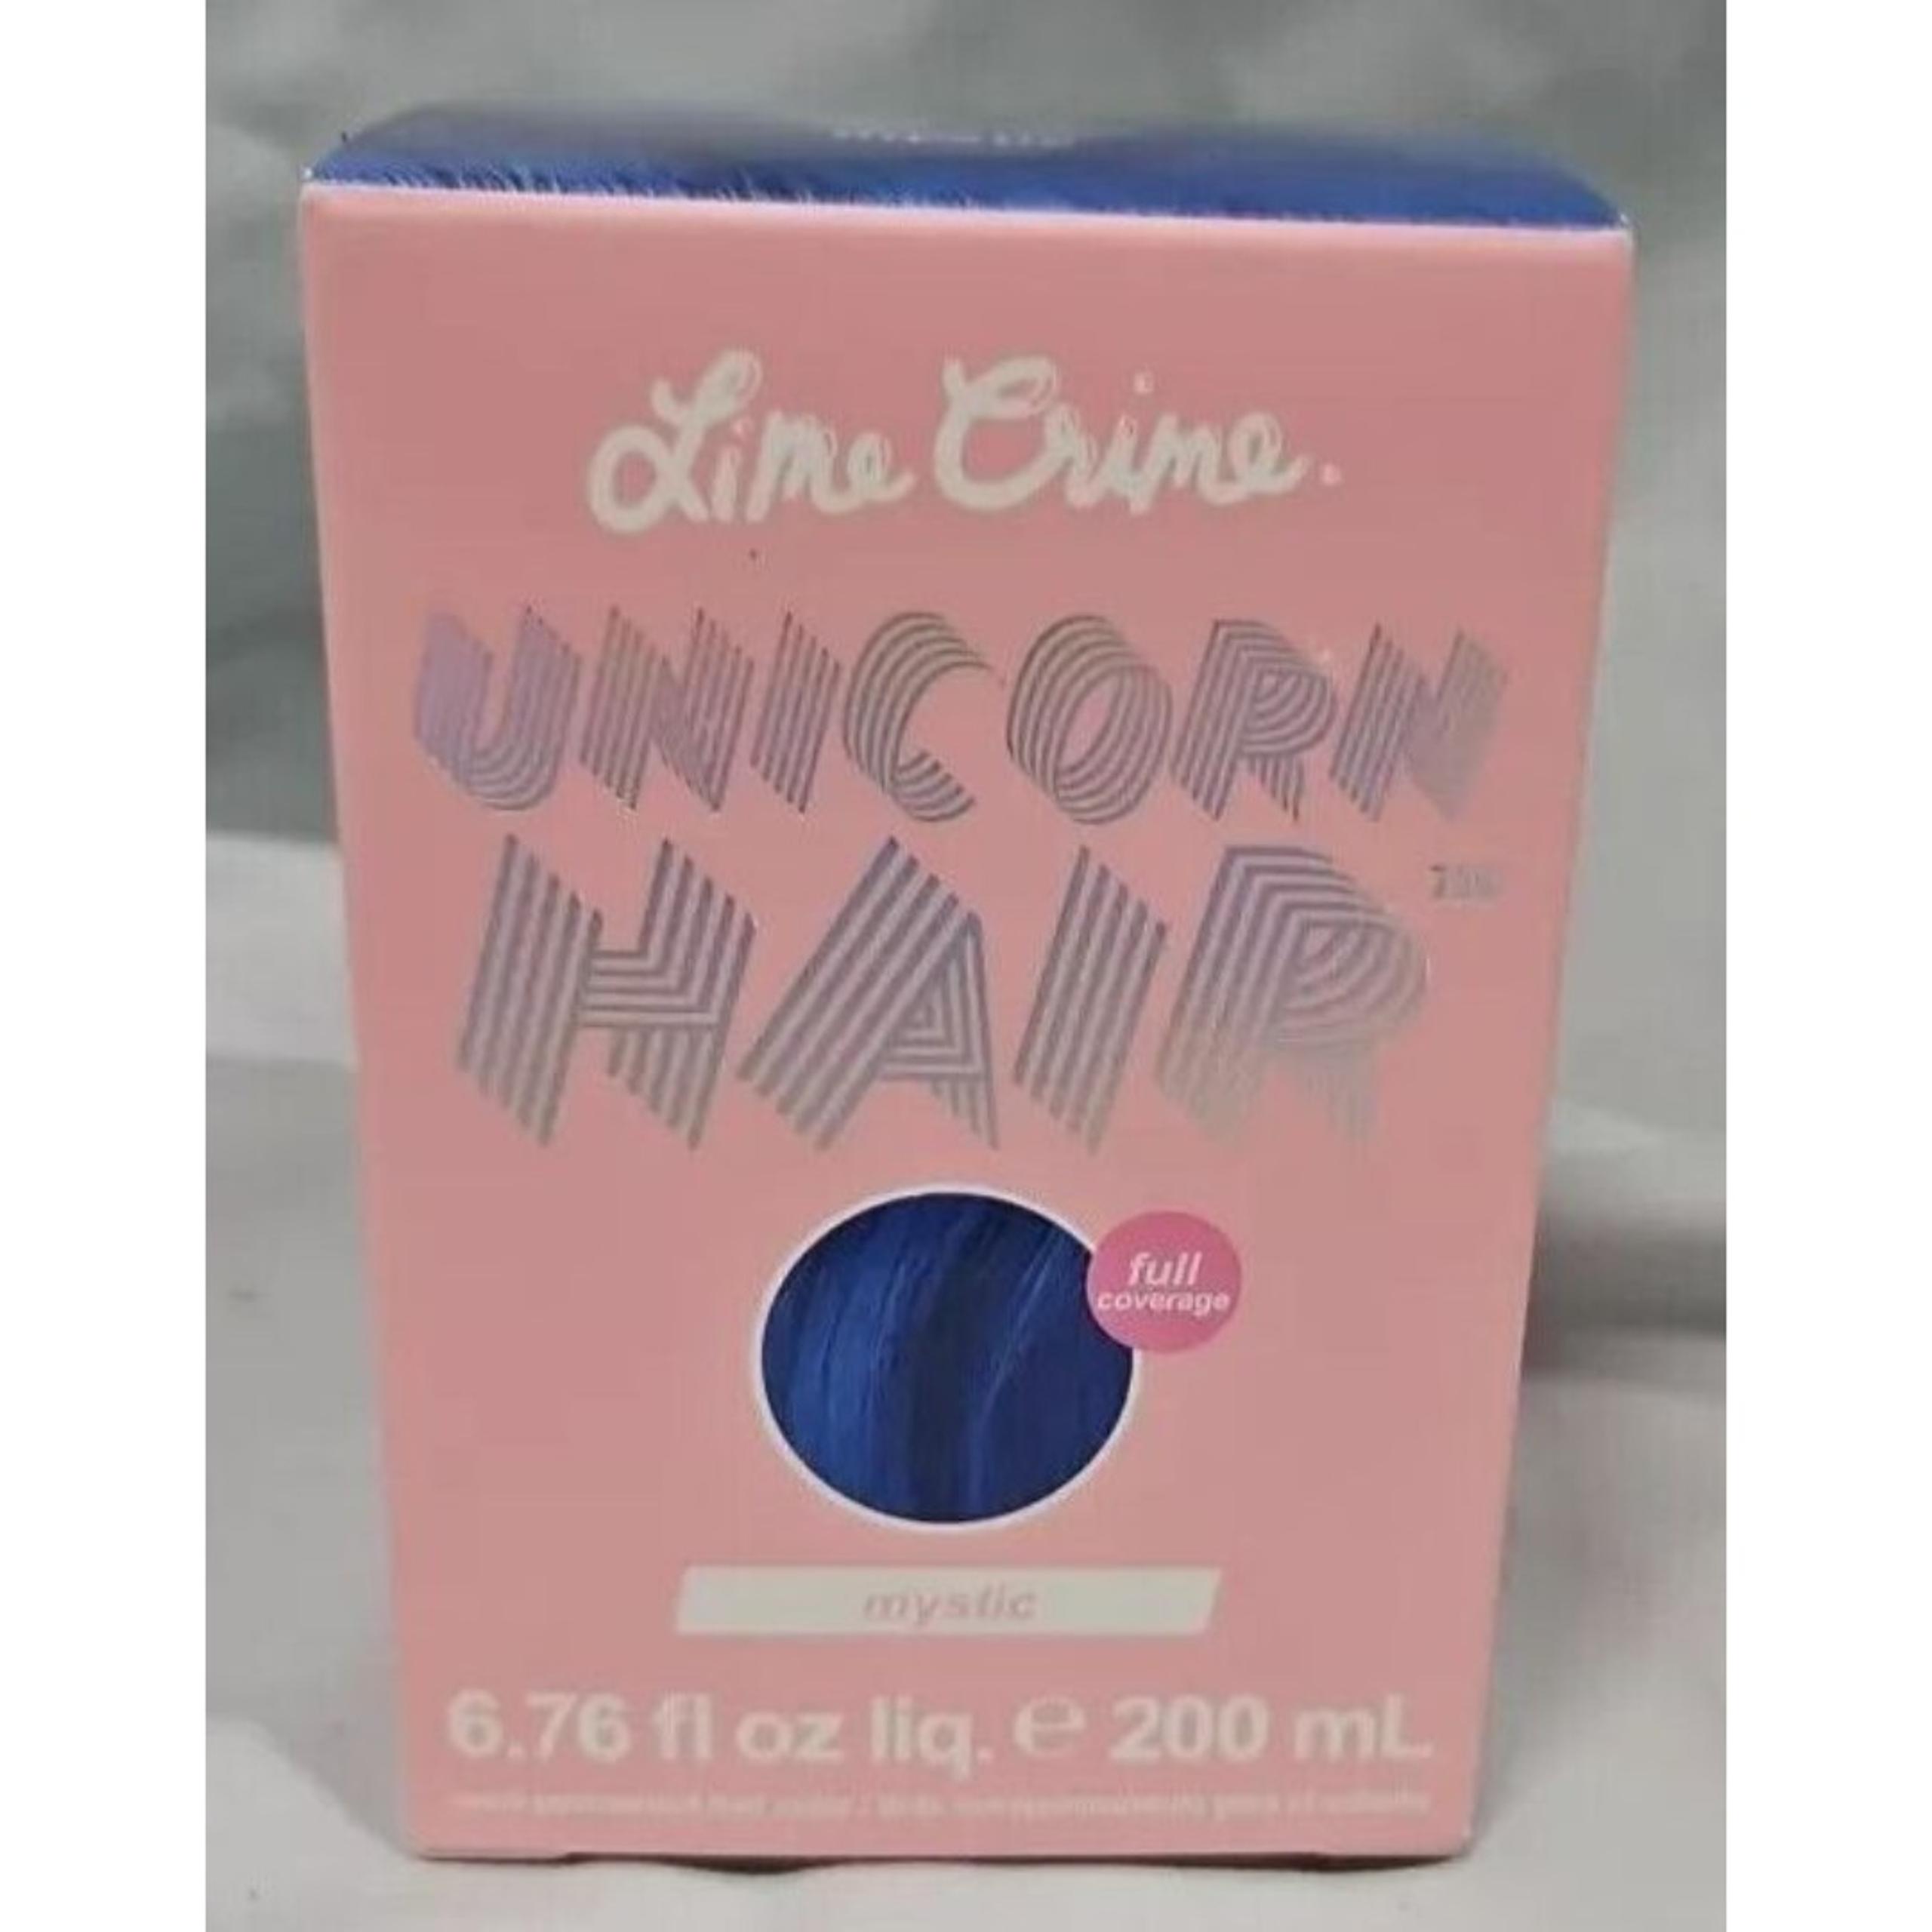 Lime Crime.
UNICORN
HAIR
full
coverage
mystic
6.76 fl oz liq. ℮ 200 mL